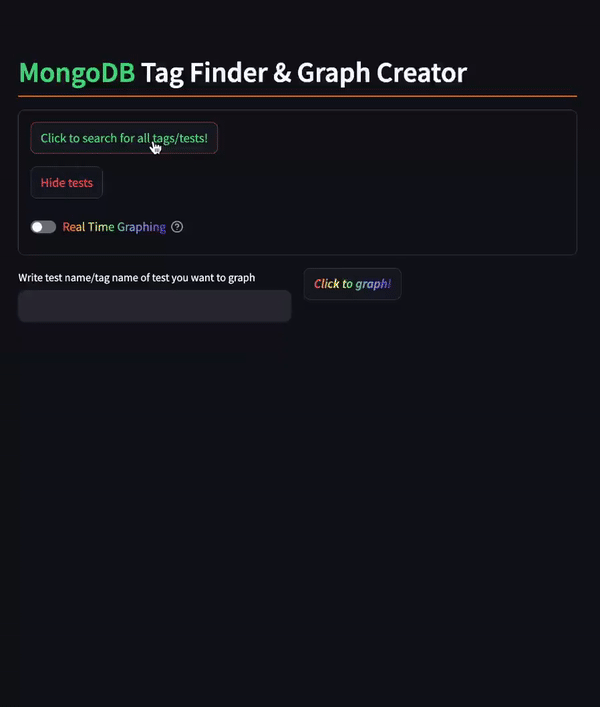 MongoDB Tag Finder & Graph Creator
Click to search for all tags/tests!
Hide tests
Real Time Graphing
Write test name/tag name of test you want to graph
Click to graph!